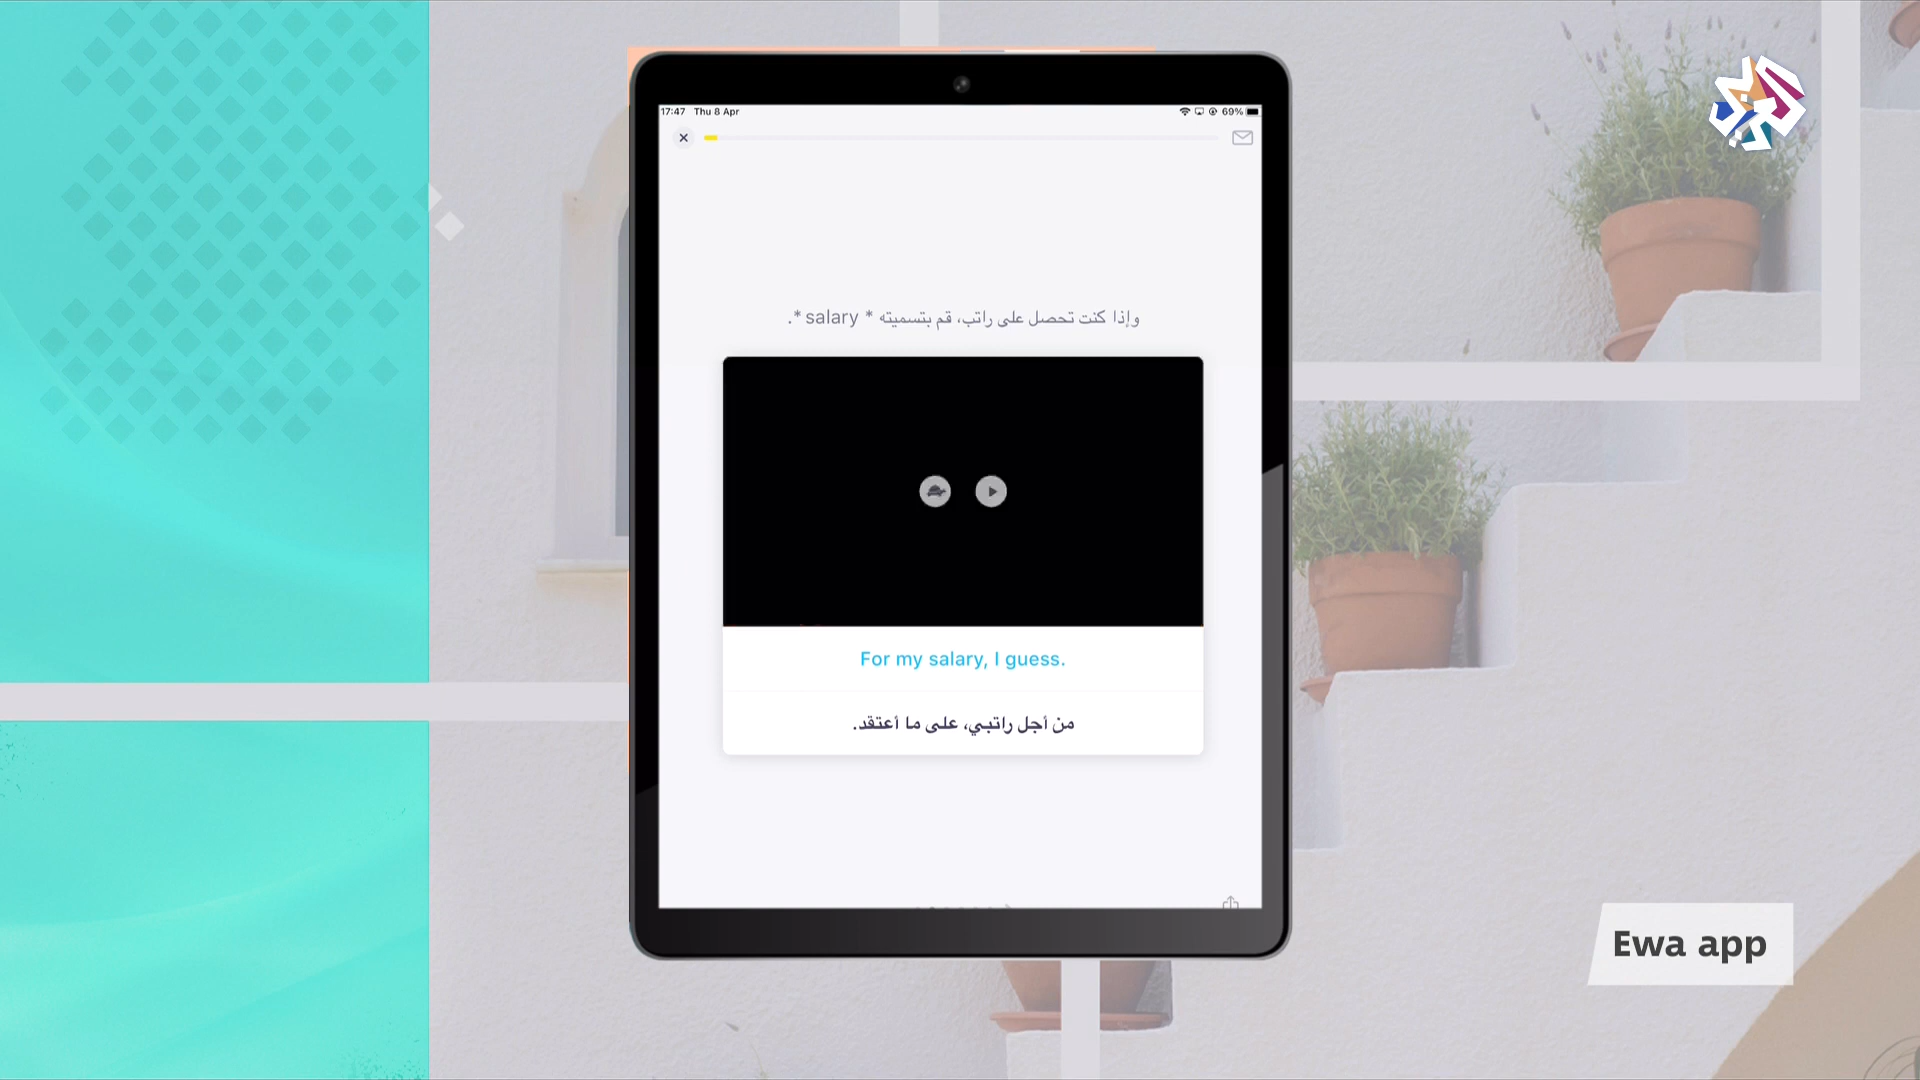 17:47 Thu 8 Apr
69%
وإذا كنت تحصل على راتب، قم بتسميته * salary *.
For my salary, I guess.
من أجل راتبي، على ما أعتقد.
Ewa app